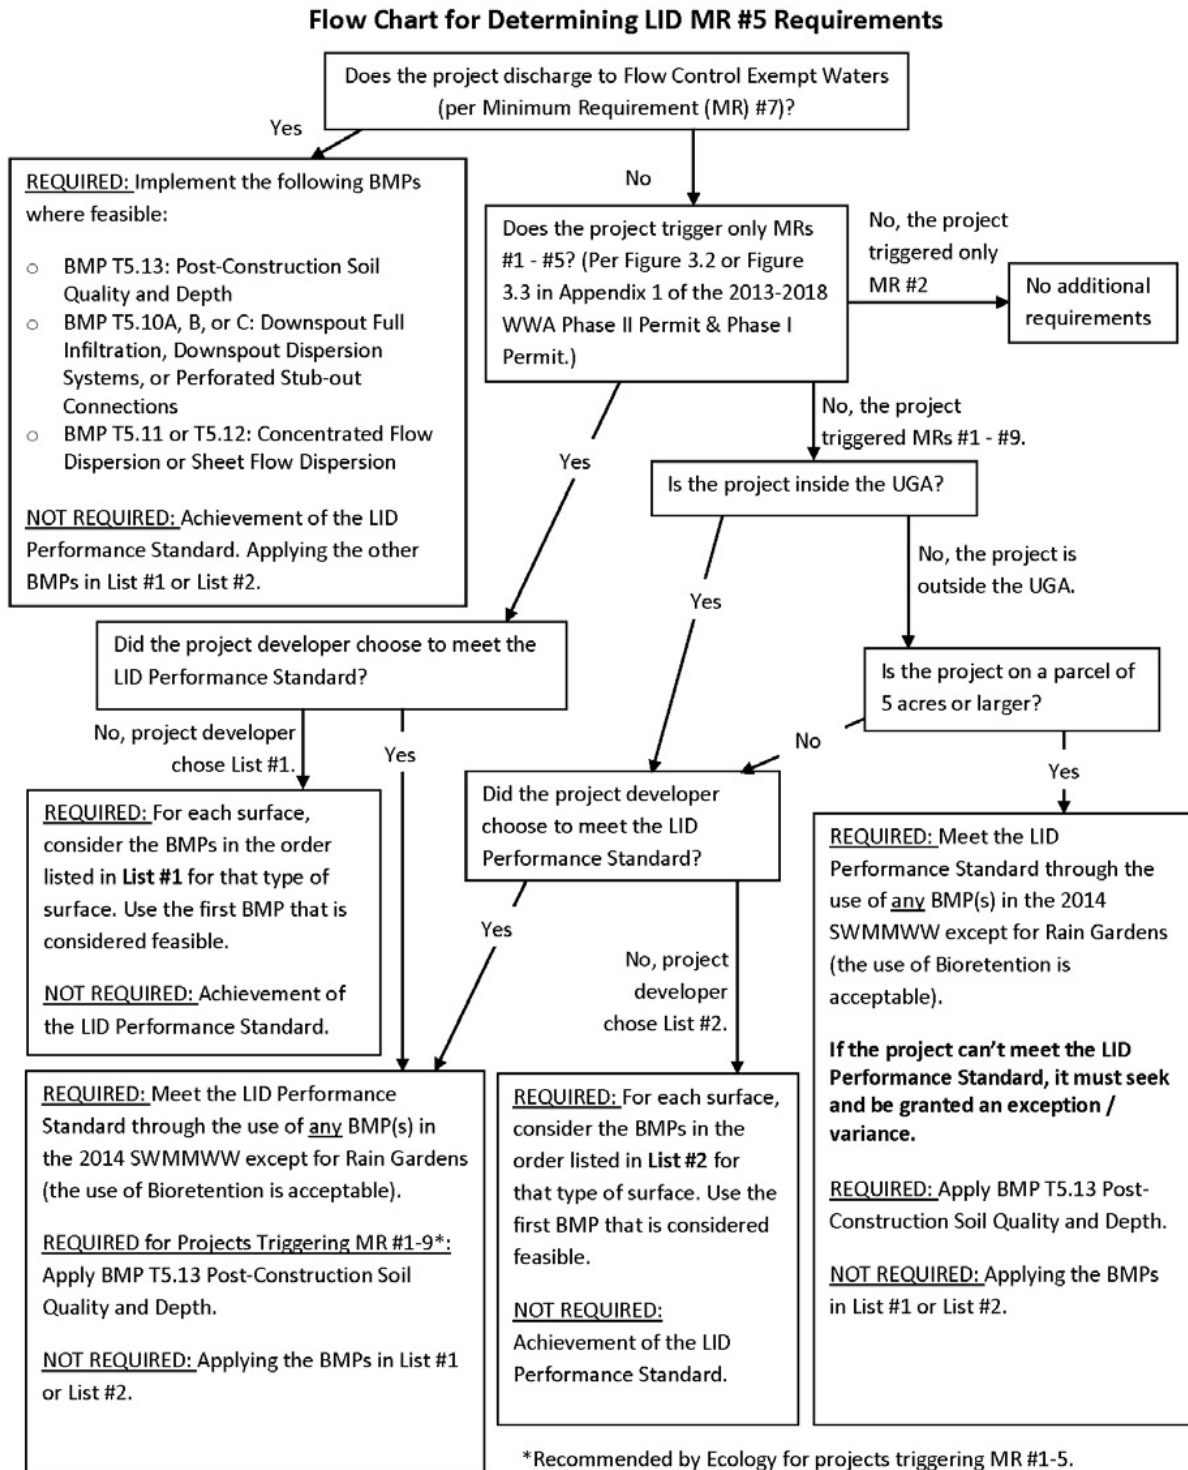 Flow Chart for Determining LID MR #5 Requirements
Does the project discharge to Flow Control Exempt Waters
(per Minimum Requirement (MR) #7)?
Yes
No
REQUIRED: Implement the following BMPs
where feasible:
○ BMP T5.13: Post-Construction Soil
Quality and Depth
○ BMP T5.10A, B, or C: Downspout Full
Infiltration, Downspout Dispersion
Systems, or Perforated Stub-out
Connections
○ BMP T5.11 or T5.12: Concentrated Flow
Dispersion or Sheet Flow Dispersion
NOT REQUIRED: Achievement of the LID
Performance Standard. Applying the other
BMPs in List #1 or List #2.
Does the project trigger only MRs
#1 - #5? (Per Figure 3.2 or Figure
3.3 in Appendix 1 of the 2013-2018
WWA Phase II Permit & Phase I
Permit.)
No, the project
triggered only
MR #2
No additional
requirements
Yes
No, the project
triggered MRs #1 - #9.
Is the project inside the UGA?
Yes
No, the project is
outside the UGA.
Did the project developer choose to meet the
LID Performance Standard?
Is the project on a parcel of
5 acres or larger?
No, project developer
chose List #1.
Yes
No
Yes
REQUIRED: For each surface,
consider the BMPs in the order
listed in List #1 for that type of
surface. Use the first BMP that is
considered feasible.
NOT REQUIRED: Achievement of
the LID Performance Standard.
Did the project developer
choose to meet the LID
Performance Standard?
Yes
No, project
developer
chose List #2.
REQUIRED: Meet the LID
Performance Standard through the
use of any BMP(s) in the 2014
SWMMWW except for Rain Gardens
(the use of Bioretention is
acceptable).
If the project can't meet the LID
Performance Standard, it must seek
and be granted an exception /
variance.
REQUIRED: Apply BMP T5.13 Post-
Construction Soil Quality and Depth.
NOT REQUIRED: Applying the BMPs
in List #1 or List #2.
REQUIRED: Meet the LID Performance
Standard through the use of any BMP(s) in
the 2014 SWMMWW except for Rain Gardens
(the use of Bioretention is acceptable).
REQUIRED for Projects Triggering MR #1-9*:
Apply BMP T5.13 Post-Construction Soil
Quality and Depth.
NOT REQUIRED: Applying the BMPs in List #1
or List #2.
REQUIRED: For each surface,
consider the BMPs in the
order listed in List #2 for
that type of surface. Use the
first BMP that is considered
feasible.
NOT REQUIRED:
Achievement of the LID
Performance Standard.
*Recommended by Ecology for projects triggering MR #1-5.